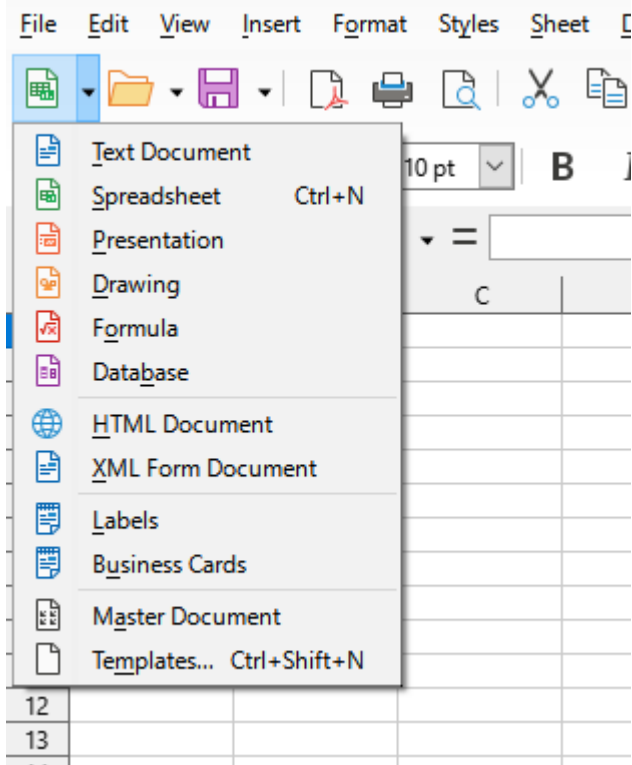 File Edit View Insert Format Styles Sheet
10 pt B
Text Document
Spreadsheet Ctrl+N
Presentation
=
Drawing
C
Formula
Database
HTML Document
XML Form Document
Labels
Business Cards
Master Document
Templates... Ctrl+Shift+N
12
13